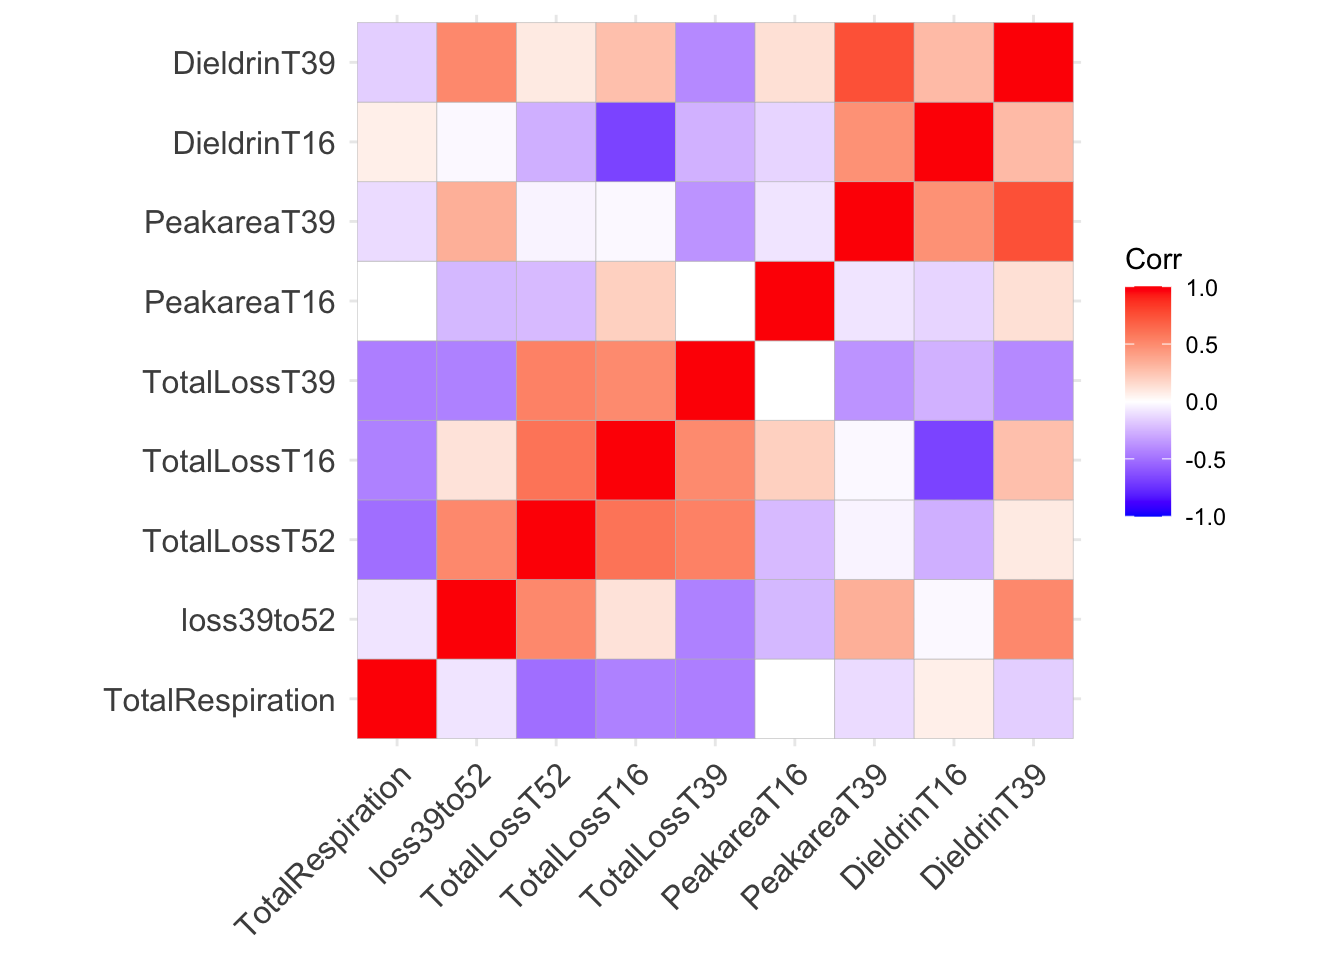 DieldrinT39
DieldrinT16
PeakareaT39
PeakareaT16
TotalLossT39
TotalLossT16
TotalLossT52
loss39to52
TotalRespiration
TotalRespiration
loss39to52
TotalLossT52
TotalLossT16
TotalLossT39
PeakareaT16
PeakareaT39
DieldrinT16
DieldrinT39
Corr
1.0
0.5
0.0
-0.5
-1.0